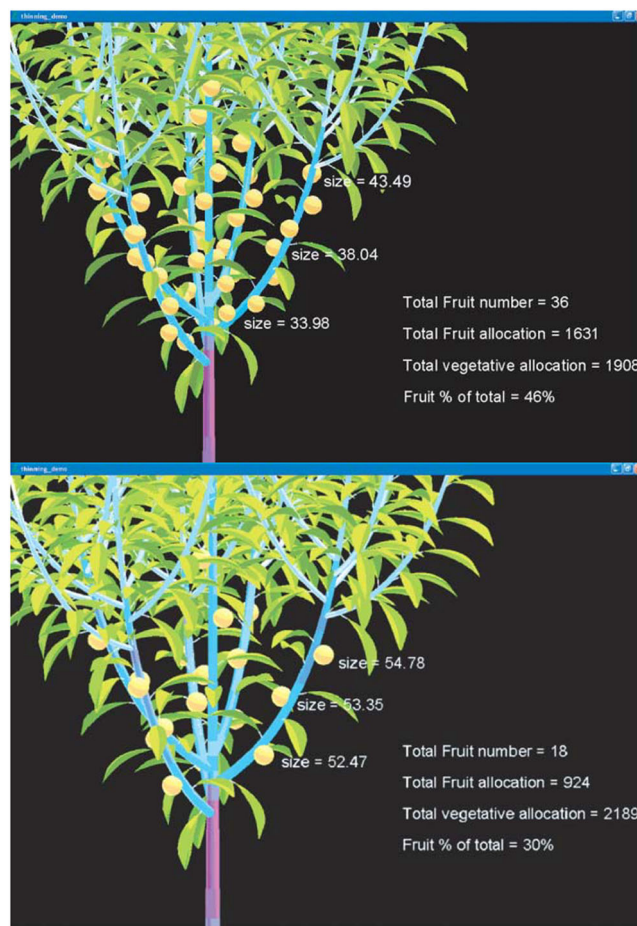 thinning_demo
size = 43.49
size = 38.04
size = 33.98
Total Fruit number = 36
Total Fruit allocation = 1631
Total vegetative allocation = 1908
Fruit % of total = 46%
thinning_demo
size = 54.78
size = 53.35
size = 52.47
Total Fruit number = 18
Total Fruit allocation = 924
Total vegetative allocation = 2189
Fruit % of total = 30%